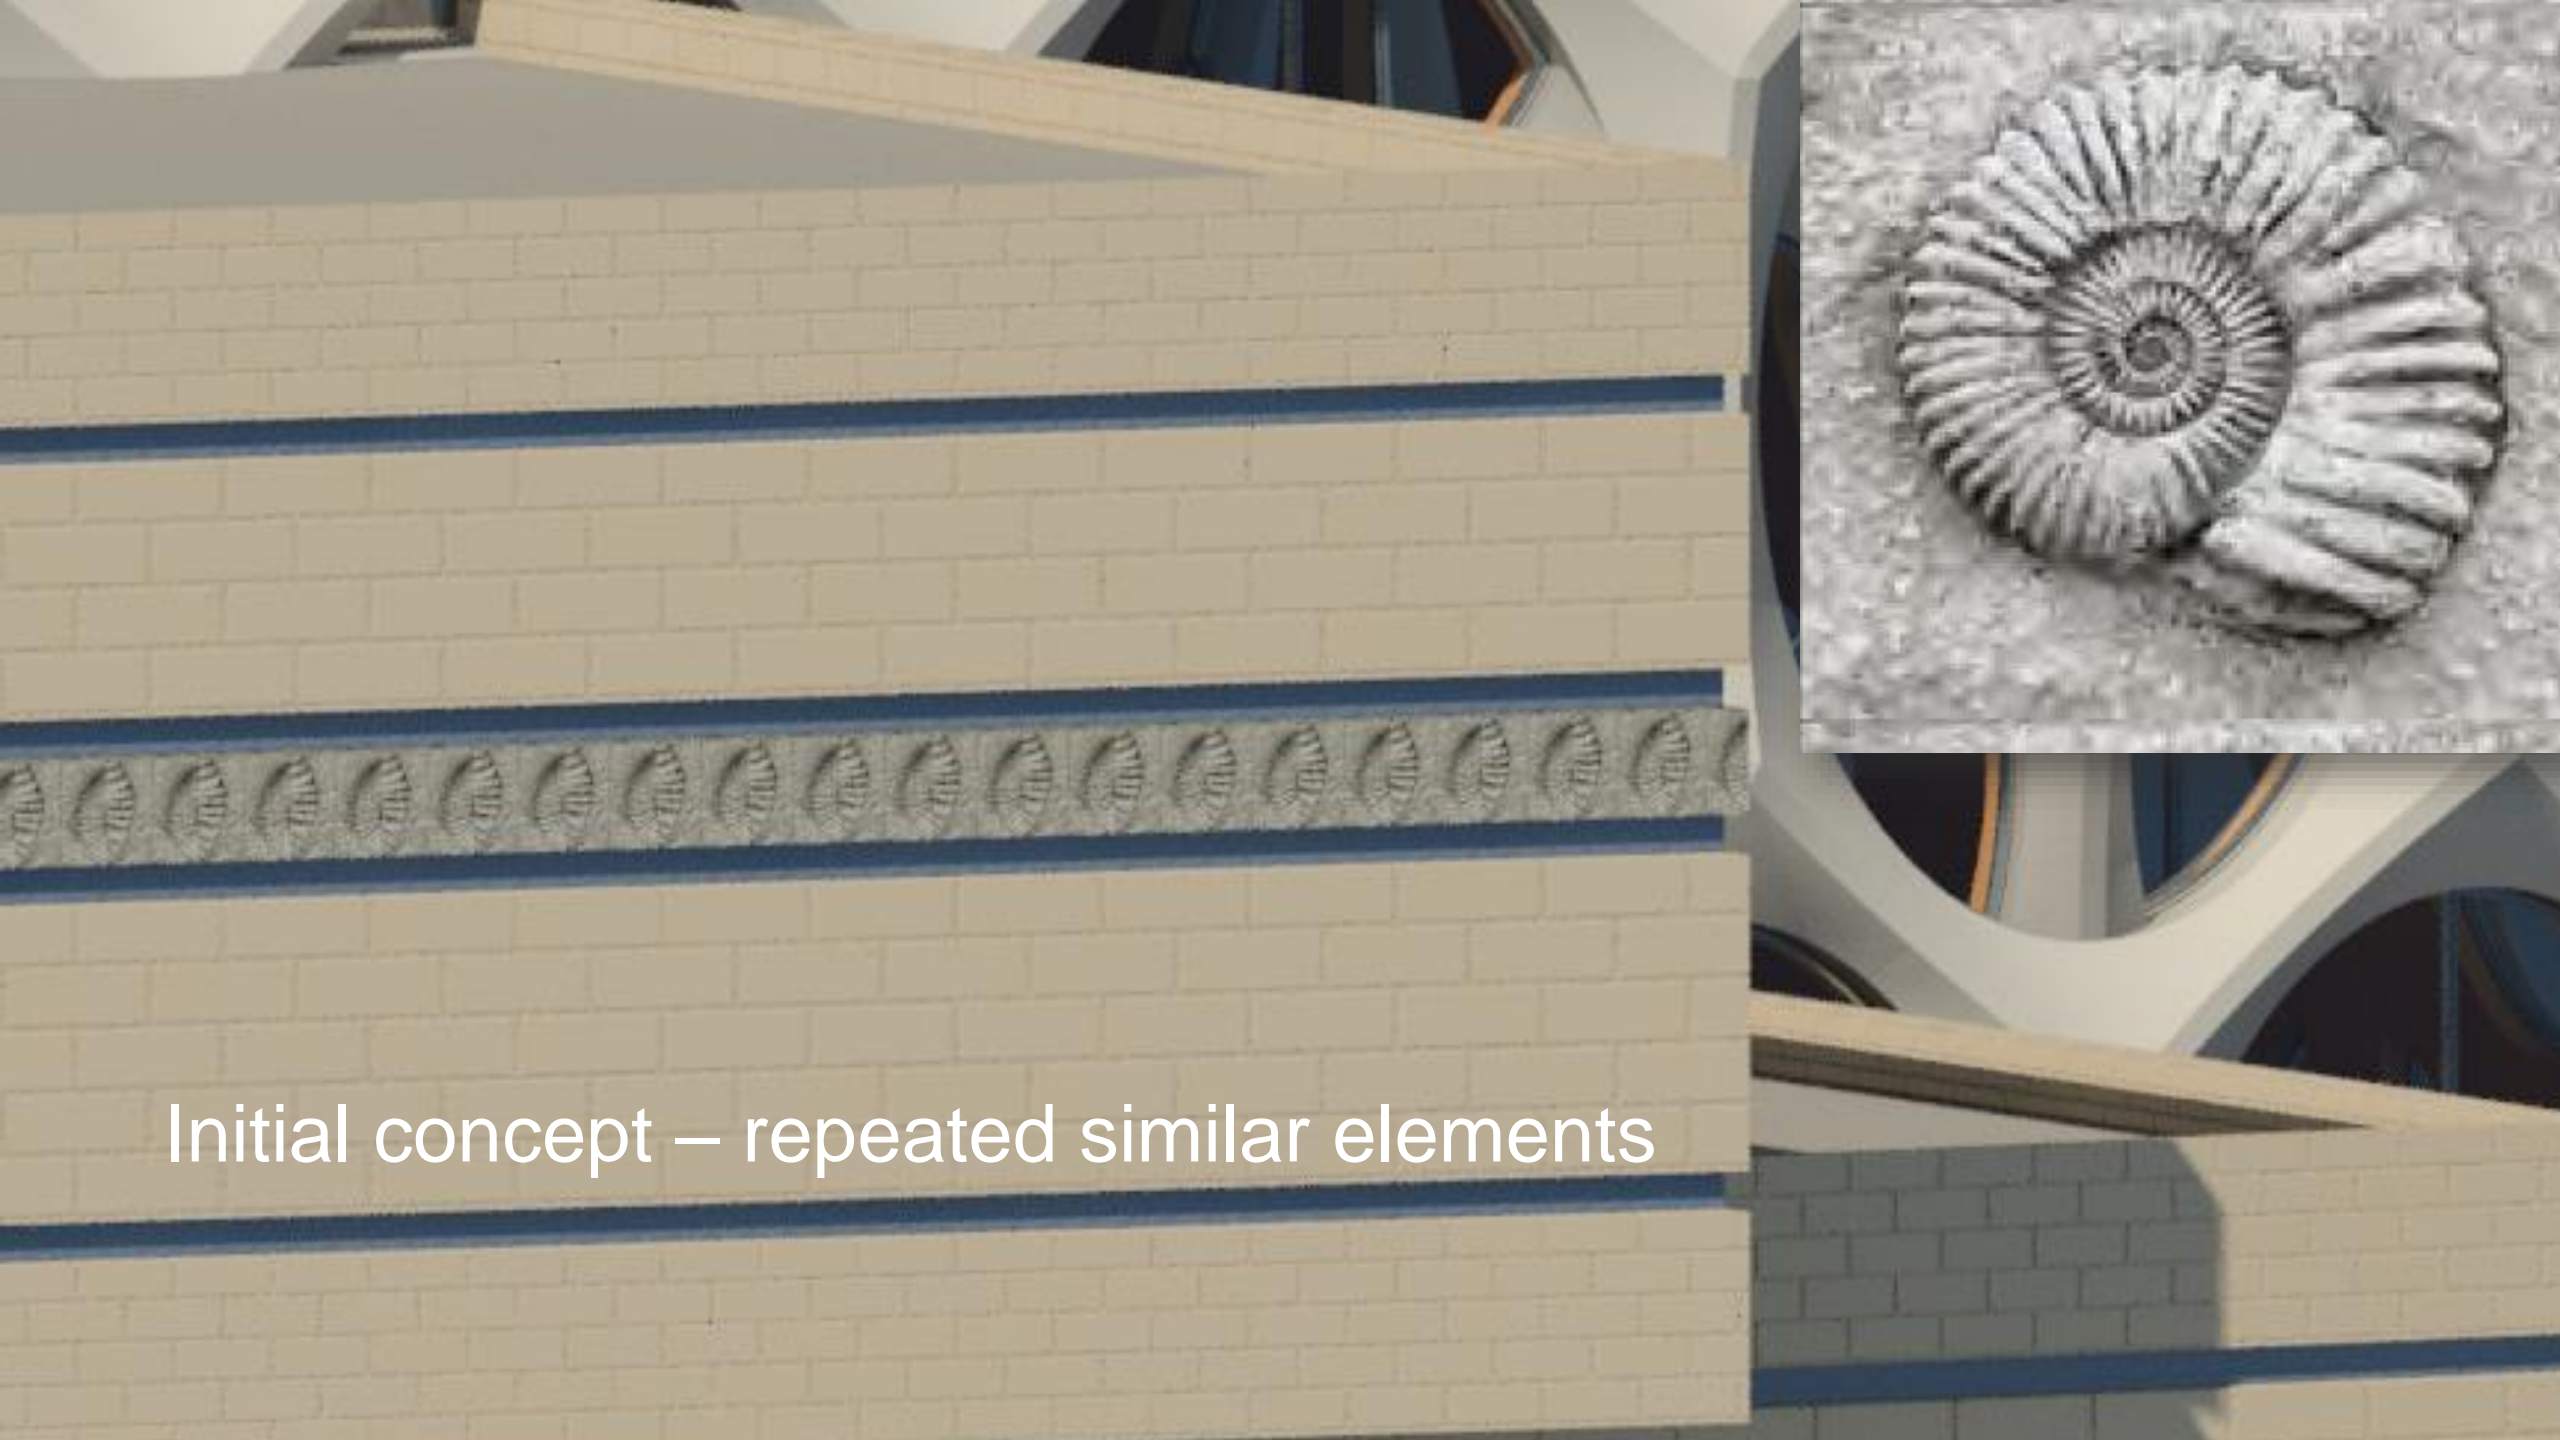 Initial concept – repeated similar elements